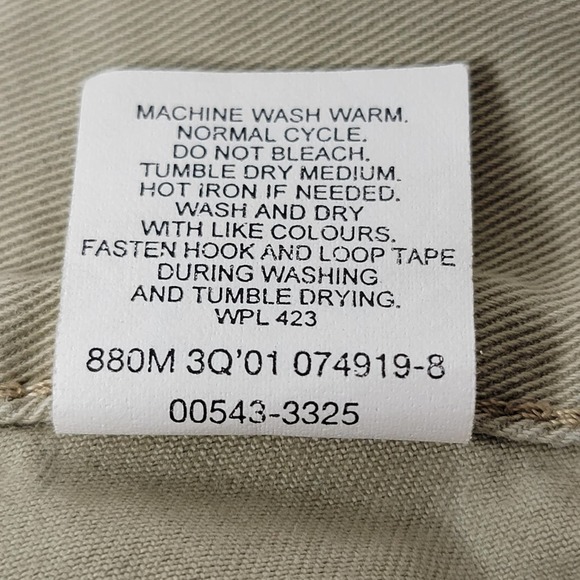 MACHINE WASH WARM.
NORMAL CYCLE.
DO NOT BLEACH.
TUMBLE DRY MEDIUM.
HOT IRON IF NEEDED.
WASH AND DRY
WITH LIKE COLOURS.
FASTEN HOOK AND LOOP TAPE
DURING WASHING
AND TUMBLE DRYING.
WPL 423
880M 3Q'01 074919-8
00543-3325